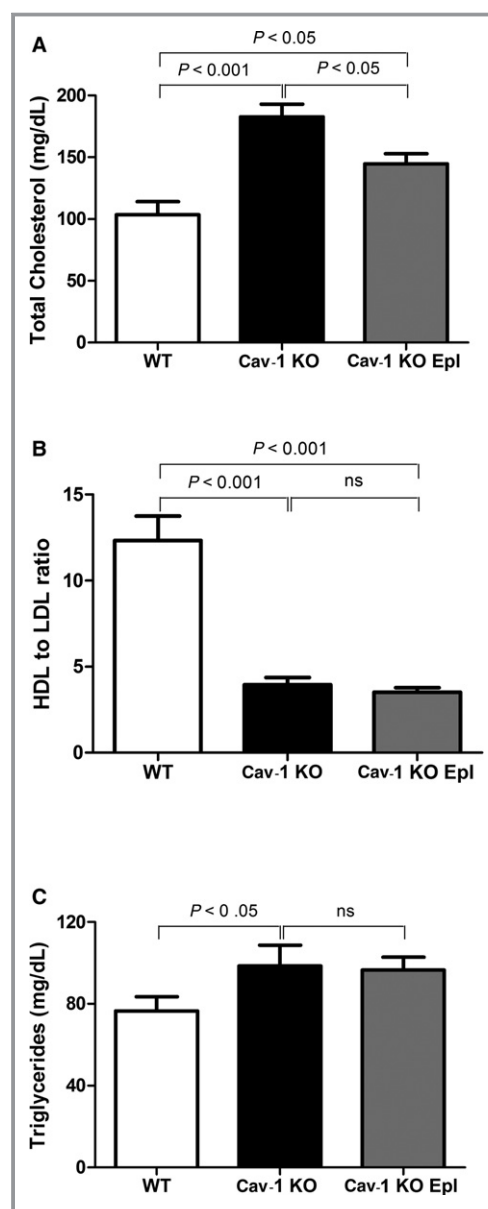 A
P < 0.05
P < 0.001 P < 0.05
Total Cholesterol (mg/dL)
200
150
100
50
0
WT Cav-1 KO Cav-1 KO Epl
B
P < 0.001
P < 0.001 ns
HDL to LDL ratio
15
10
5
0
WT Cav-1 KO Cav-1 KO Epl
C
P < 0 .05 ns
Triglycerides (mg/dL)
120
80
40
0
WT Cav-1 KO Cav-1 KO Epl